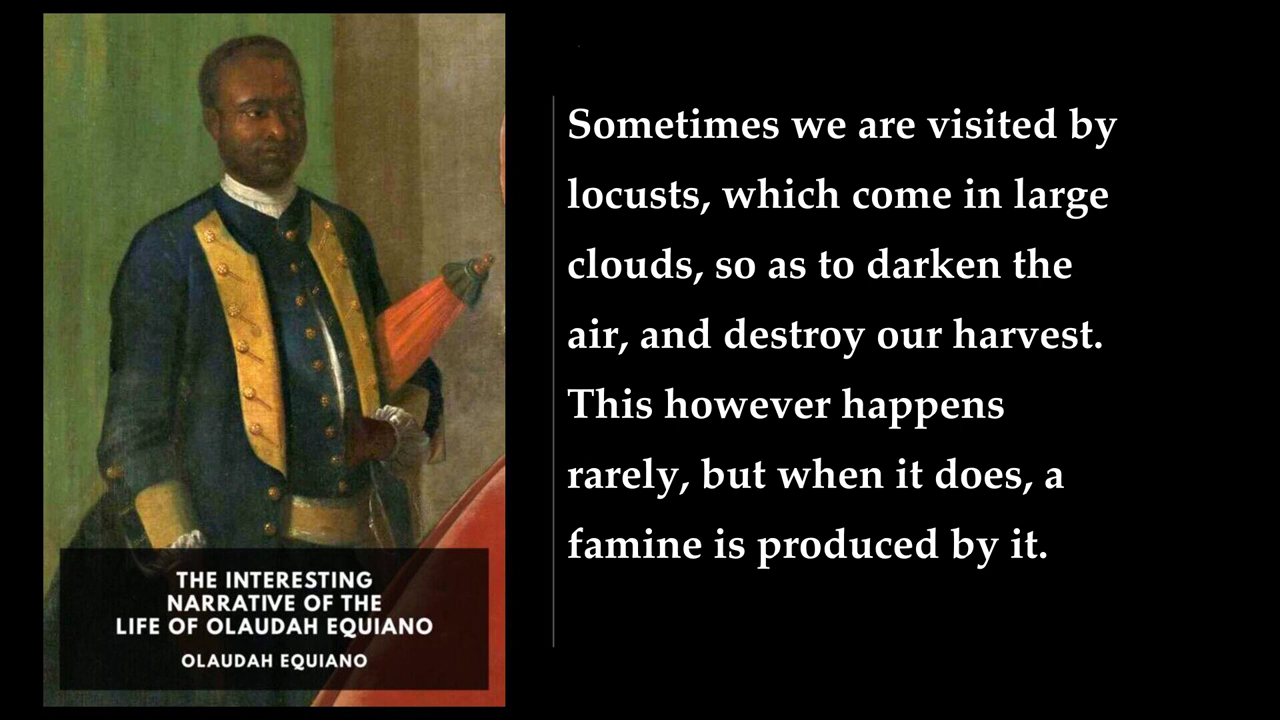 THE INTERESTING
NARRATIVE OF THE
LIFE OF OLAUDAH EQUIANO
OLAUDAH EQUIANO
Sometimes we are visited by
locusts, which come in large
clouds, so as to darken the
air, and destroy our harvest.
This however happens
rarely, but when it does, a
famine is produced by it.